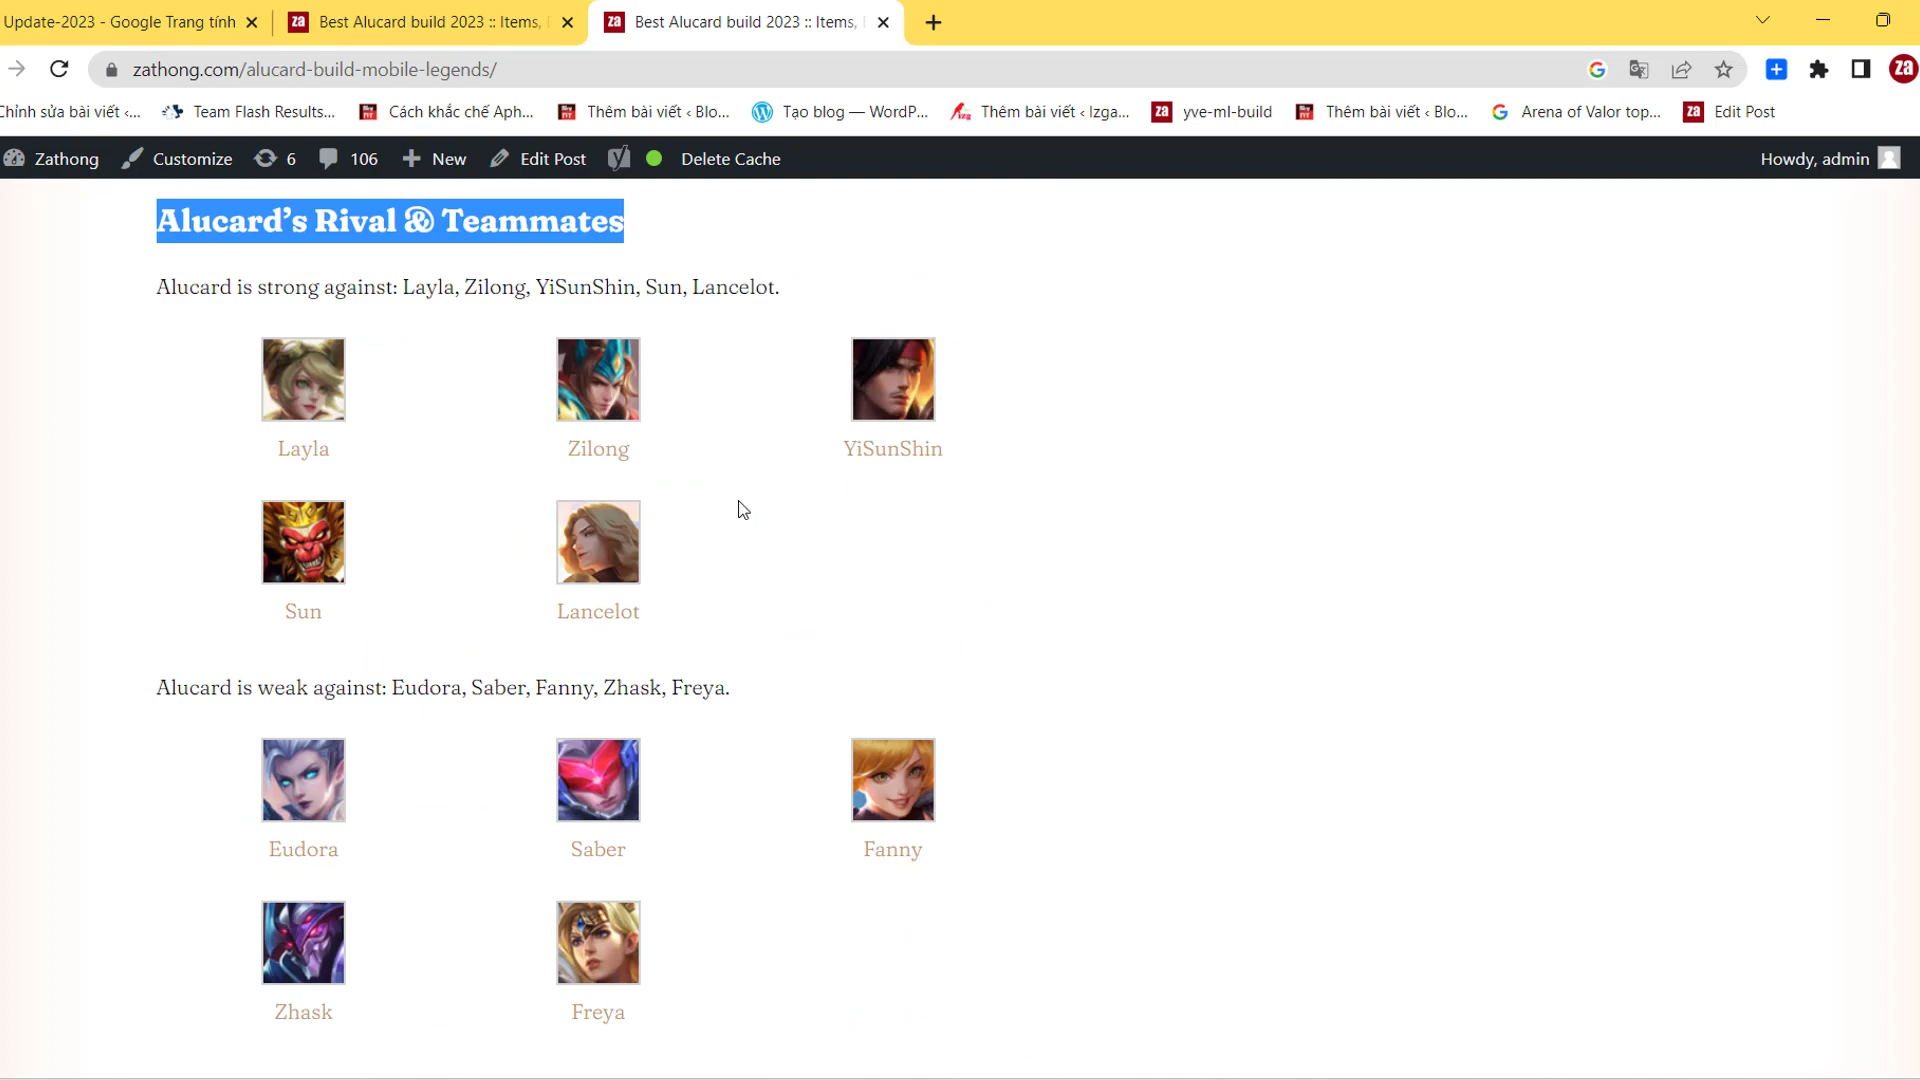 Update-2023 - Google Trang tính
za Best Alucard build 2023 :: Items,
za Best Alucard build 2023 :: Items,
zathong.com/alucard-build-mobile-legends/
za
Chỉnh sửa bài viết ‹...
Team Flash Results...
Cách khắc chế Aph...
Thêm bài viết ‹ Blo...
Tạo blog — WordP...
Thêm bài viết ‹ Izga...
za yve-ml-build
Thêm bài viết ‹ Blo...
Arena of Valor top...
za Edit Post
Zathong
Customize
6
106
New
Edit Post
Delete Cache
Howdy, admin
Alucard’s Rival & Teammates
Alucard is strong against: Layla, Zilong, YiSunShin, Sun, Lancelot.
Layla
Zilong
YiSunShin
Sun
Lancelot
Alucard is weak against: Eudora, Saber, Fanny, Zhask, Freya.
Eudora
Saber
Fanny
Zhask
Freya